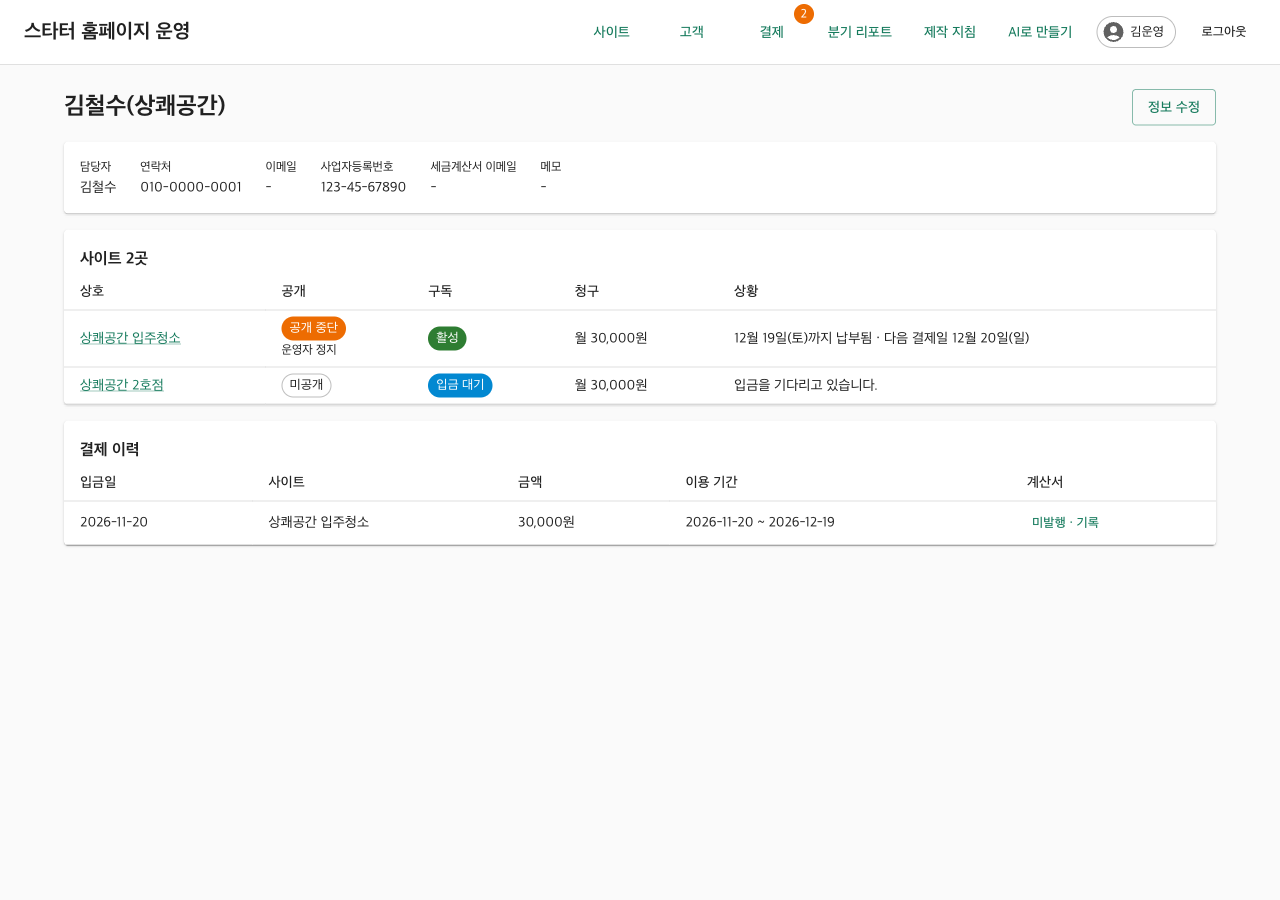 스타터 홈페이지 운영
사이트 고객 결제 2 분기 리포트 제작 지침 AI로 만들기 김운영 로그아웃
김철수(상쾌공간) 정보 수정
담당자 연락처 이메일 사업자등록번호 세금계산서 이메일 메모
김철수 010-0000-0001 - 123-45-67890 - -
사이트 2곳
상호 공개 구독 청구 상황
상쾌공간 입주청소 공개 중단 활성 월 30,000원 12월 19일(토)까지 납부됨 · 다음 결제일 12월 20일(일)
운영자 정지
상쾌공간 2호점 미공개 입금 대기 월 30,000원 입금을 기다리고 있습니다.
결제 이력
입금일 사이트 금액 이용 기간 계산서
2026-11-20 상쾌공간 입주청소 30,000원 2026-11-20 ~ 2026-12-19 미발행 · 기록